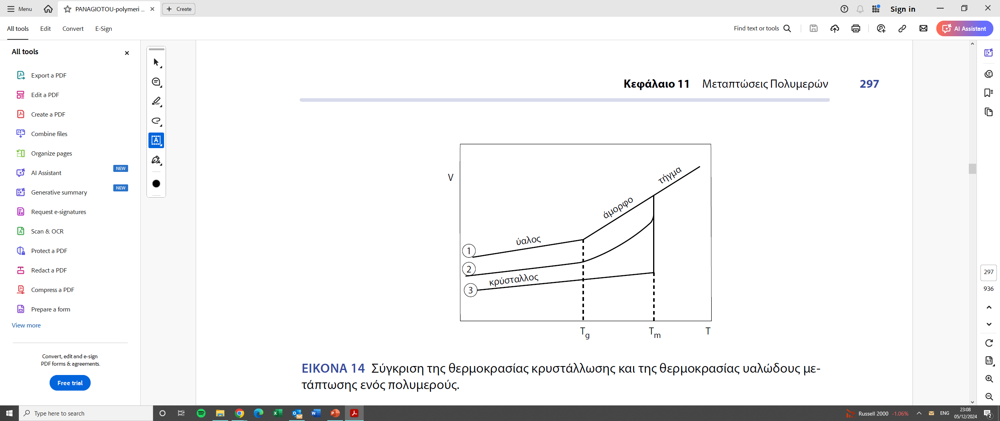 Menu
PANAGIOTOU-polymeri ...
Create
Sign in
All tools
Edit
Convert
E-Sign
Find text or tools
AI Assistant
All tools
Export a PDF
Edit a PDF
Create a PDF
Combine files
Organize pages
AI Assistant NEW
Generative summary NEW
Request e-signatures
Scan & OCR
Protect a PDF
Redact a PDF
Compress a PDF
Prepare a form
View more
Convert, edit and e-sign
PDF forms & agreements.
Free trial
Κεφάλαιο 11 Μεταπτώσεις Πολυμερών 297
V
τήγμα
άμορφο
ύαλος
1
2
κρύσταλλος
3
Tg Tm T
ΕΙΚΟΝΑ 14 Σύγκριση της θερμοκρασίας κρυστάλλωσης και της θερμοκρασίας υαλώδους με-
τάπτωσης ενός πολυμερούς.
297
936
1:1
Type here to search
Russell 2000 -1.06%
ENG
23:08
05/12/2024
2